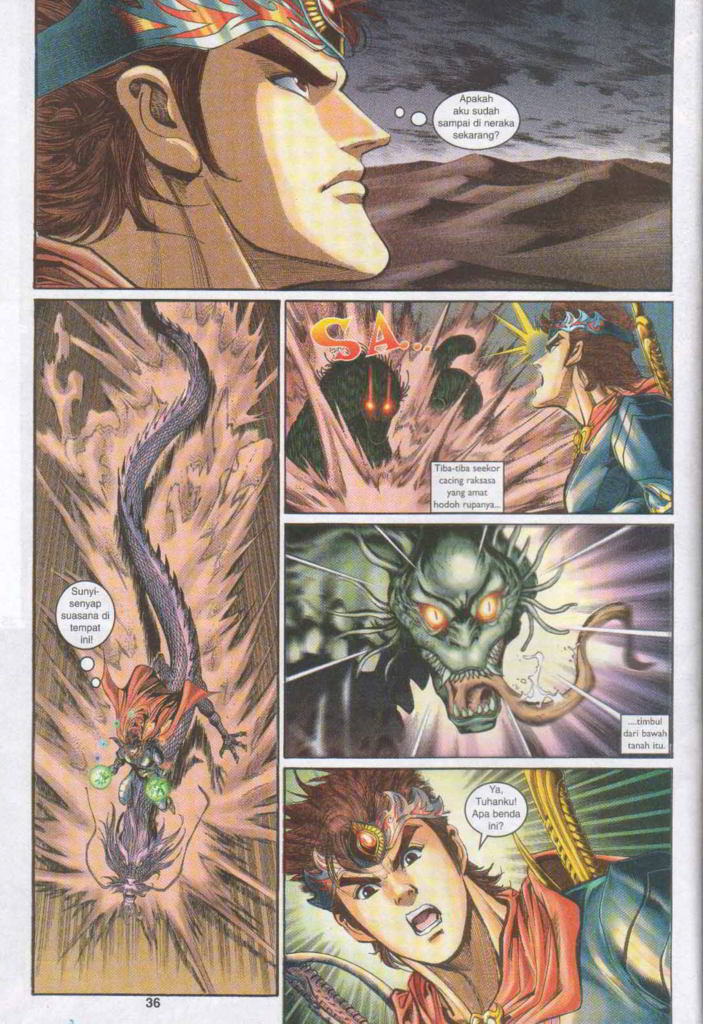 Apakah
aku sudah
sampai di neraka
sekarang?
Sunyi-
senyap
suasana di
tempat
ini!
SA...
Tiba-tiba seekor
cacing raksasa
yang amat
hodoh rupanya...
....timbul
dari bawah
tanah itu.
Ya,
Tuhanku!
Apa benda
ini?
36